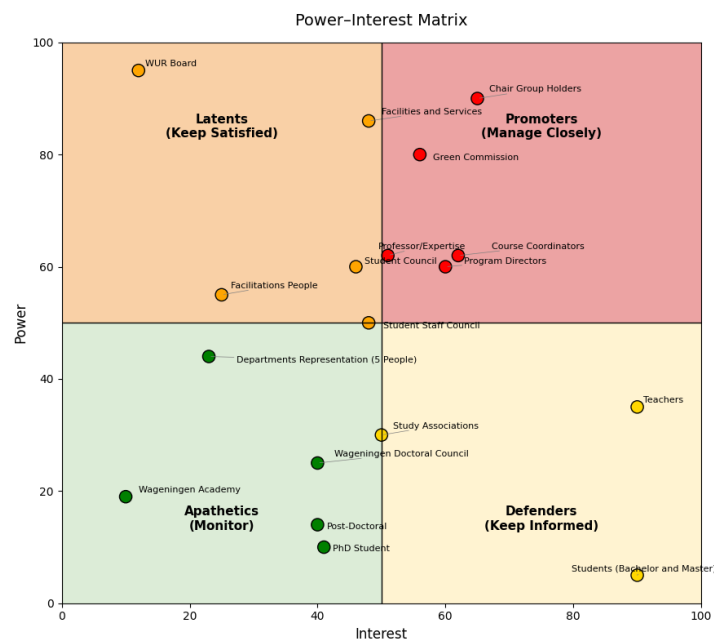 Power–Interest Matrix
100
WUR Board
Chair Group Holders
Facilities and Services
Latents
(Keep Satisfied)
Promoters
(Manage Closely)
80
Green Commission
Professor/Expertise
Course Coordinators
Student Council
Program Directors
60
Facilitations People
Power
Student Staff Council
Departments Representation (5 People)
40
Teachers
Study Associations
Wageningen Doctoral Council
20
Wageningen Academy
Apathetics
(Monitor)
Defenders
(Keep Informed)
Post-Doctoral
PhD Student
Students (Bachelor and Master)
0
0
20
40
60
80
100
Interest